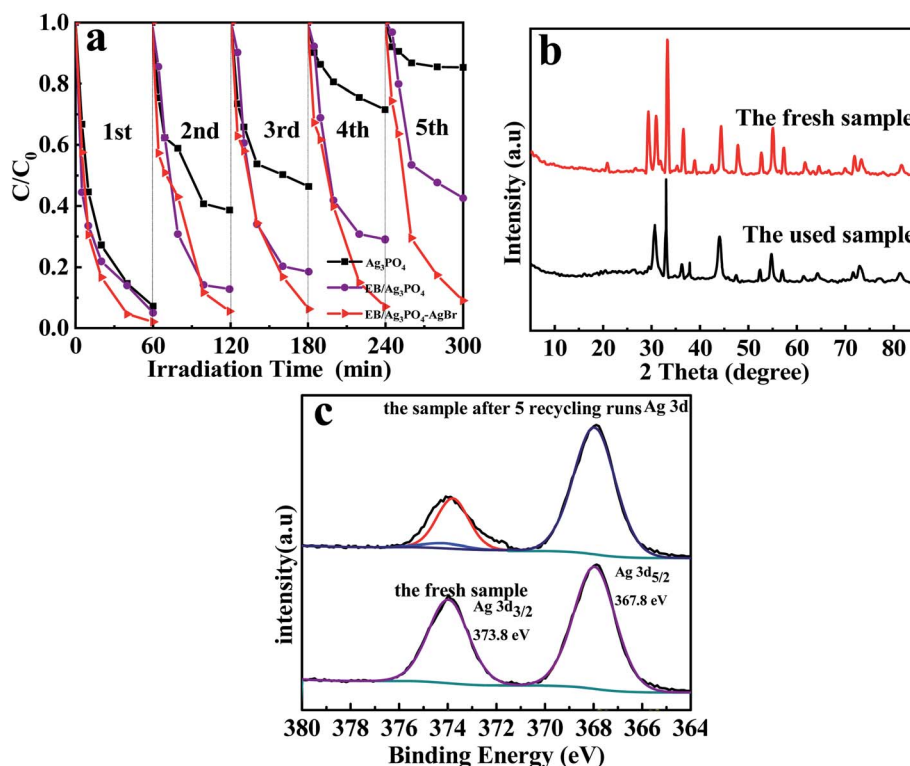 a
1.0
0.8
0.6
0.4
0.2
0.0
C/C₀
1st
2nd
3rd
4th
5th
Ag₃PO₄
EB/Ag₃PO₄
EB/Ag₃PO₄-AgBr
0 60 120 180 240 300
Irradiation Time (min)
b
The fresh sample
The used sample
Intensity (a.u)
10 20 30 40 50 60 70 80
2 Theta (degree)
c
the sample after 5 recycling runs Ag 3d
the fresh sample
Ag 3d₃/₂
373.8 eV
Ag 3d₅/₂
367.8 eV
intensity(a.u)
380 378 376 374 372 370 368 366 364
Binding Energy (eV)